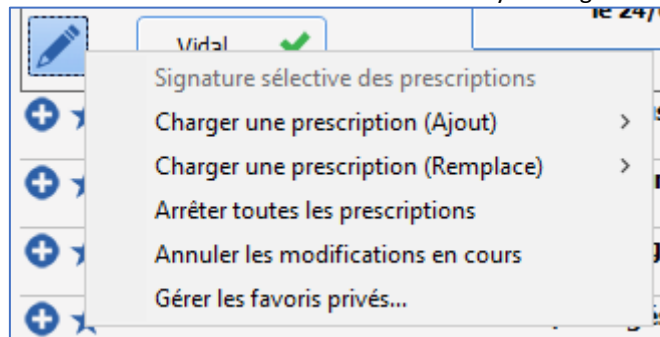 le 24/
Vidal
Signature sélective des prescriptions
Charger une prescription (Ajout)
Charger une prescription (Remplace)
Arrêter toutes les prescriptions
Annuler les modifications en cours
Gérer les favoris privés...